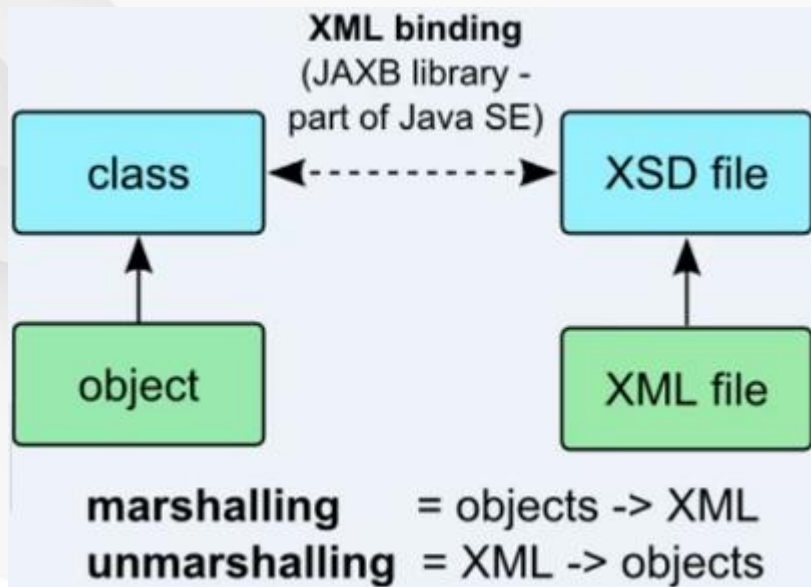 XML binding
(JAXB library -
part of Java SE)
class
XSD file
object
XML file
marshalling = objects -> XML
unmarshalling = XML -> objects